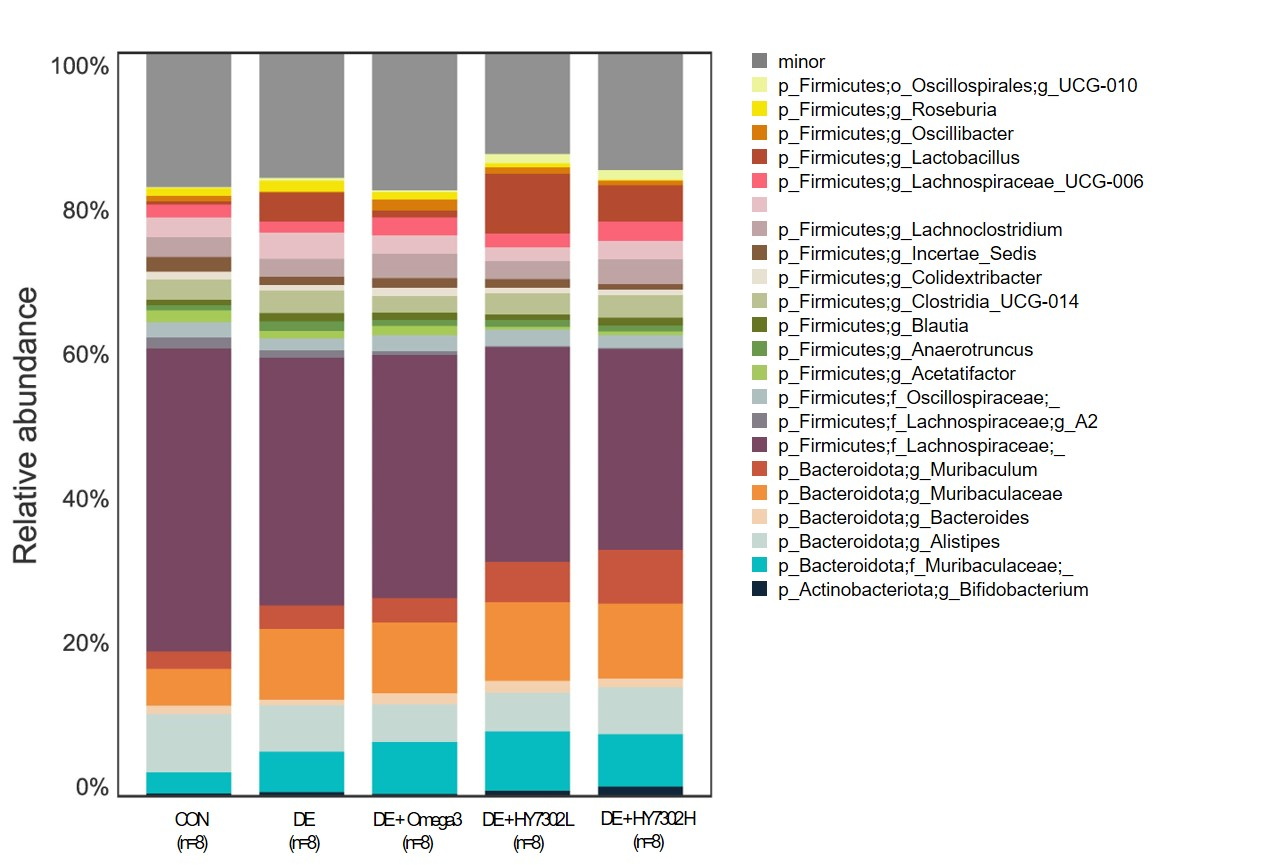 Relative abundance
100%
80%
60%
40%
20%
0%
CON
(n=8)
DE
(n=8)
DE+Omega3
(n=8)
DE+HY7302L
(n=8)
DE+HY7302H
(n=8)
minor
p_Firmicutes;o_Oscillospirales;g_UCG-010
p_Firmicutes;g_Roseburia
p_Firmicutes;g_Oscillibacter
p_Firmicutes;g_Lactobacillus
p_Firmicutes;g_Lachnospiraceae_UCG-006
p_Firmicutes;g_Lachnoclostridium
p_Firmicutes;g_Incertae_Sedis
p_Firmicutes;g_Colidextribacter
p_Firmicutes;g_Clostridia_UCG-014
p_Firmicutes;g_Blautia
p_Firmicutes;g_Anaerotruncus
p_Firmicutes;g_Acetatifactor
p_Firmicutes;f_Oscillospiraceae;_
p_Firmicutes;f_Lachnospiraceae;g_A2
p_Firmicutes;f_Lachnospiraceae;_
p_Bacteroidota;g_Muribaculum
p_Bacteroidota;g_Muribaculaceae
p_Bacteroidota;g_Bacteroides
p_Bacteroidota;g_Alistipes
p_Bacteroidota;f_Muribaculaceae;_
p_Actinobacteriota;g_Bifidobacterium